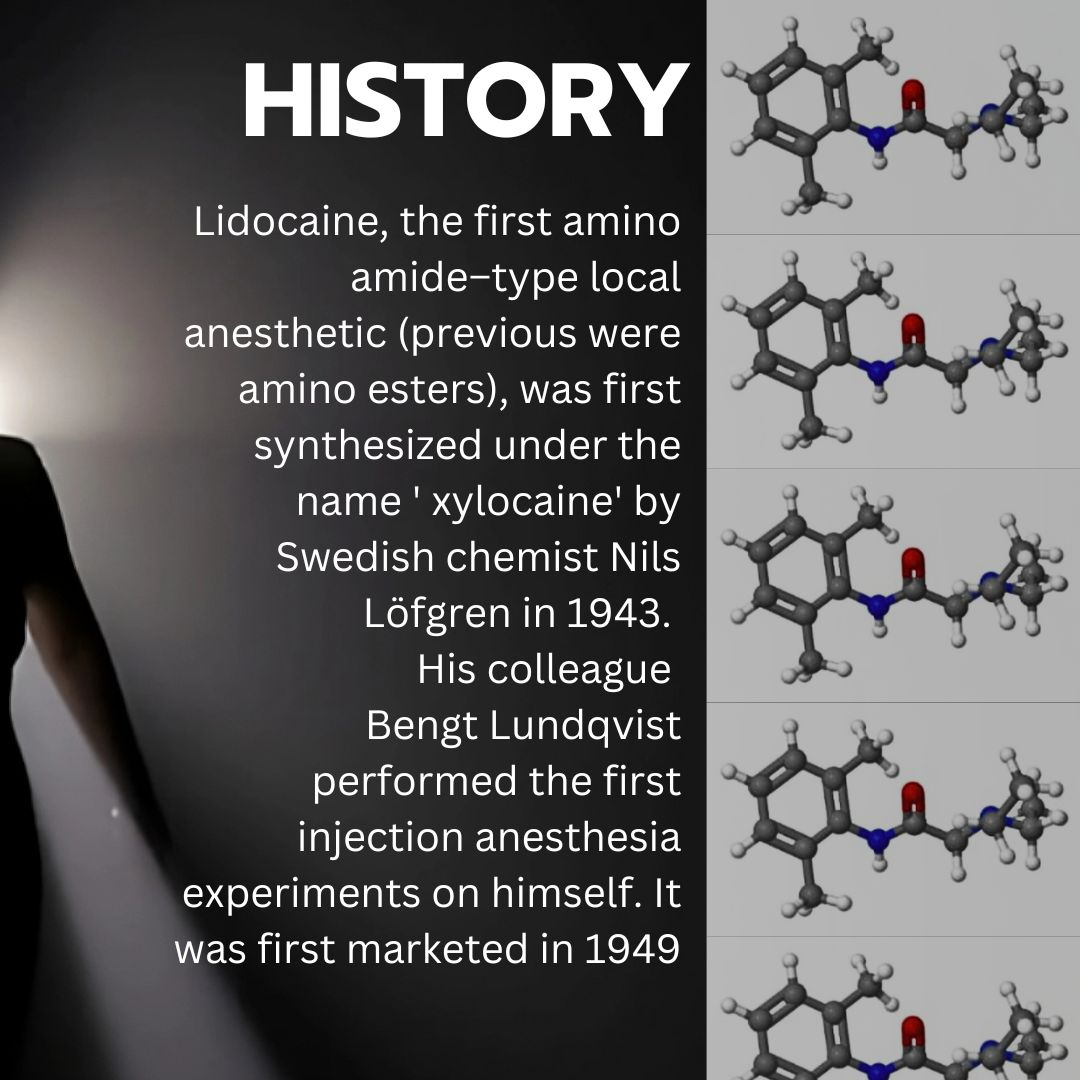 HISTORY
Lidocaine, the first amino
amide–type local
anesthetic (previous were
amino esters), was first
synthesized under the
name ' xylocaine' by
Swedish chemist Nils
Löfgren in 1943.
His colleague
Bengt Lundqvist
performed the first
injection anesthesia
experiments on himself. It
was first marketed in 1949